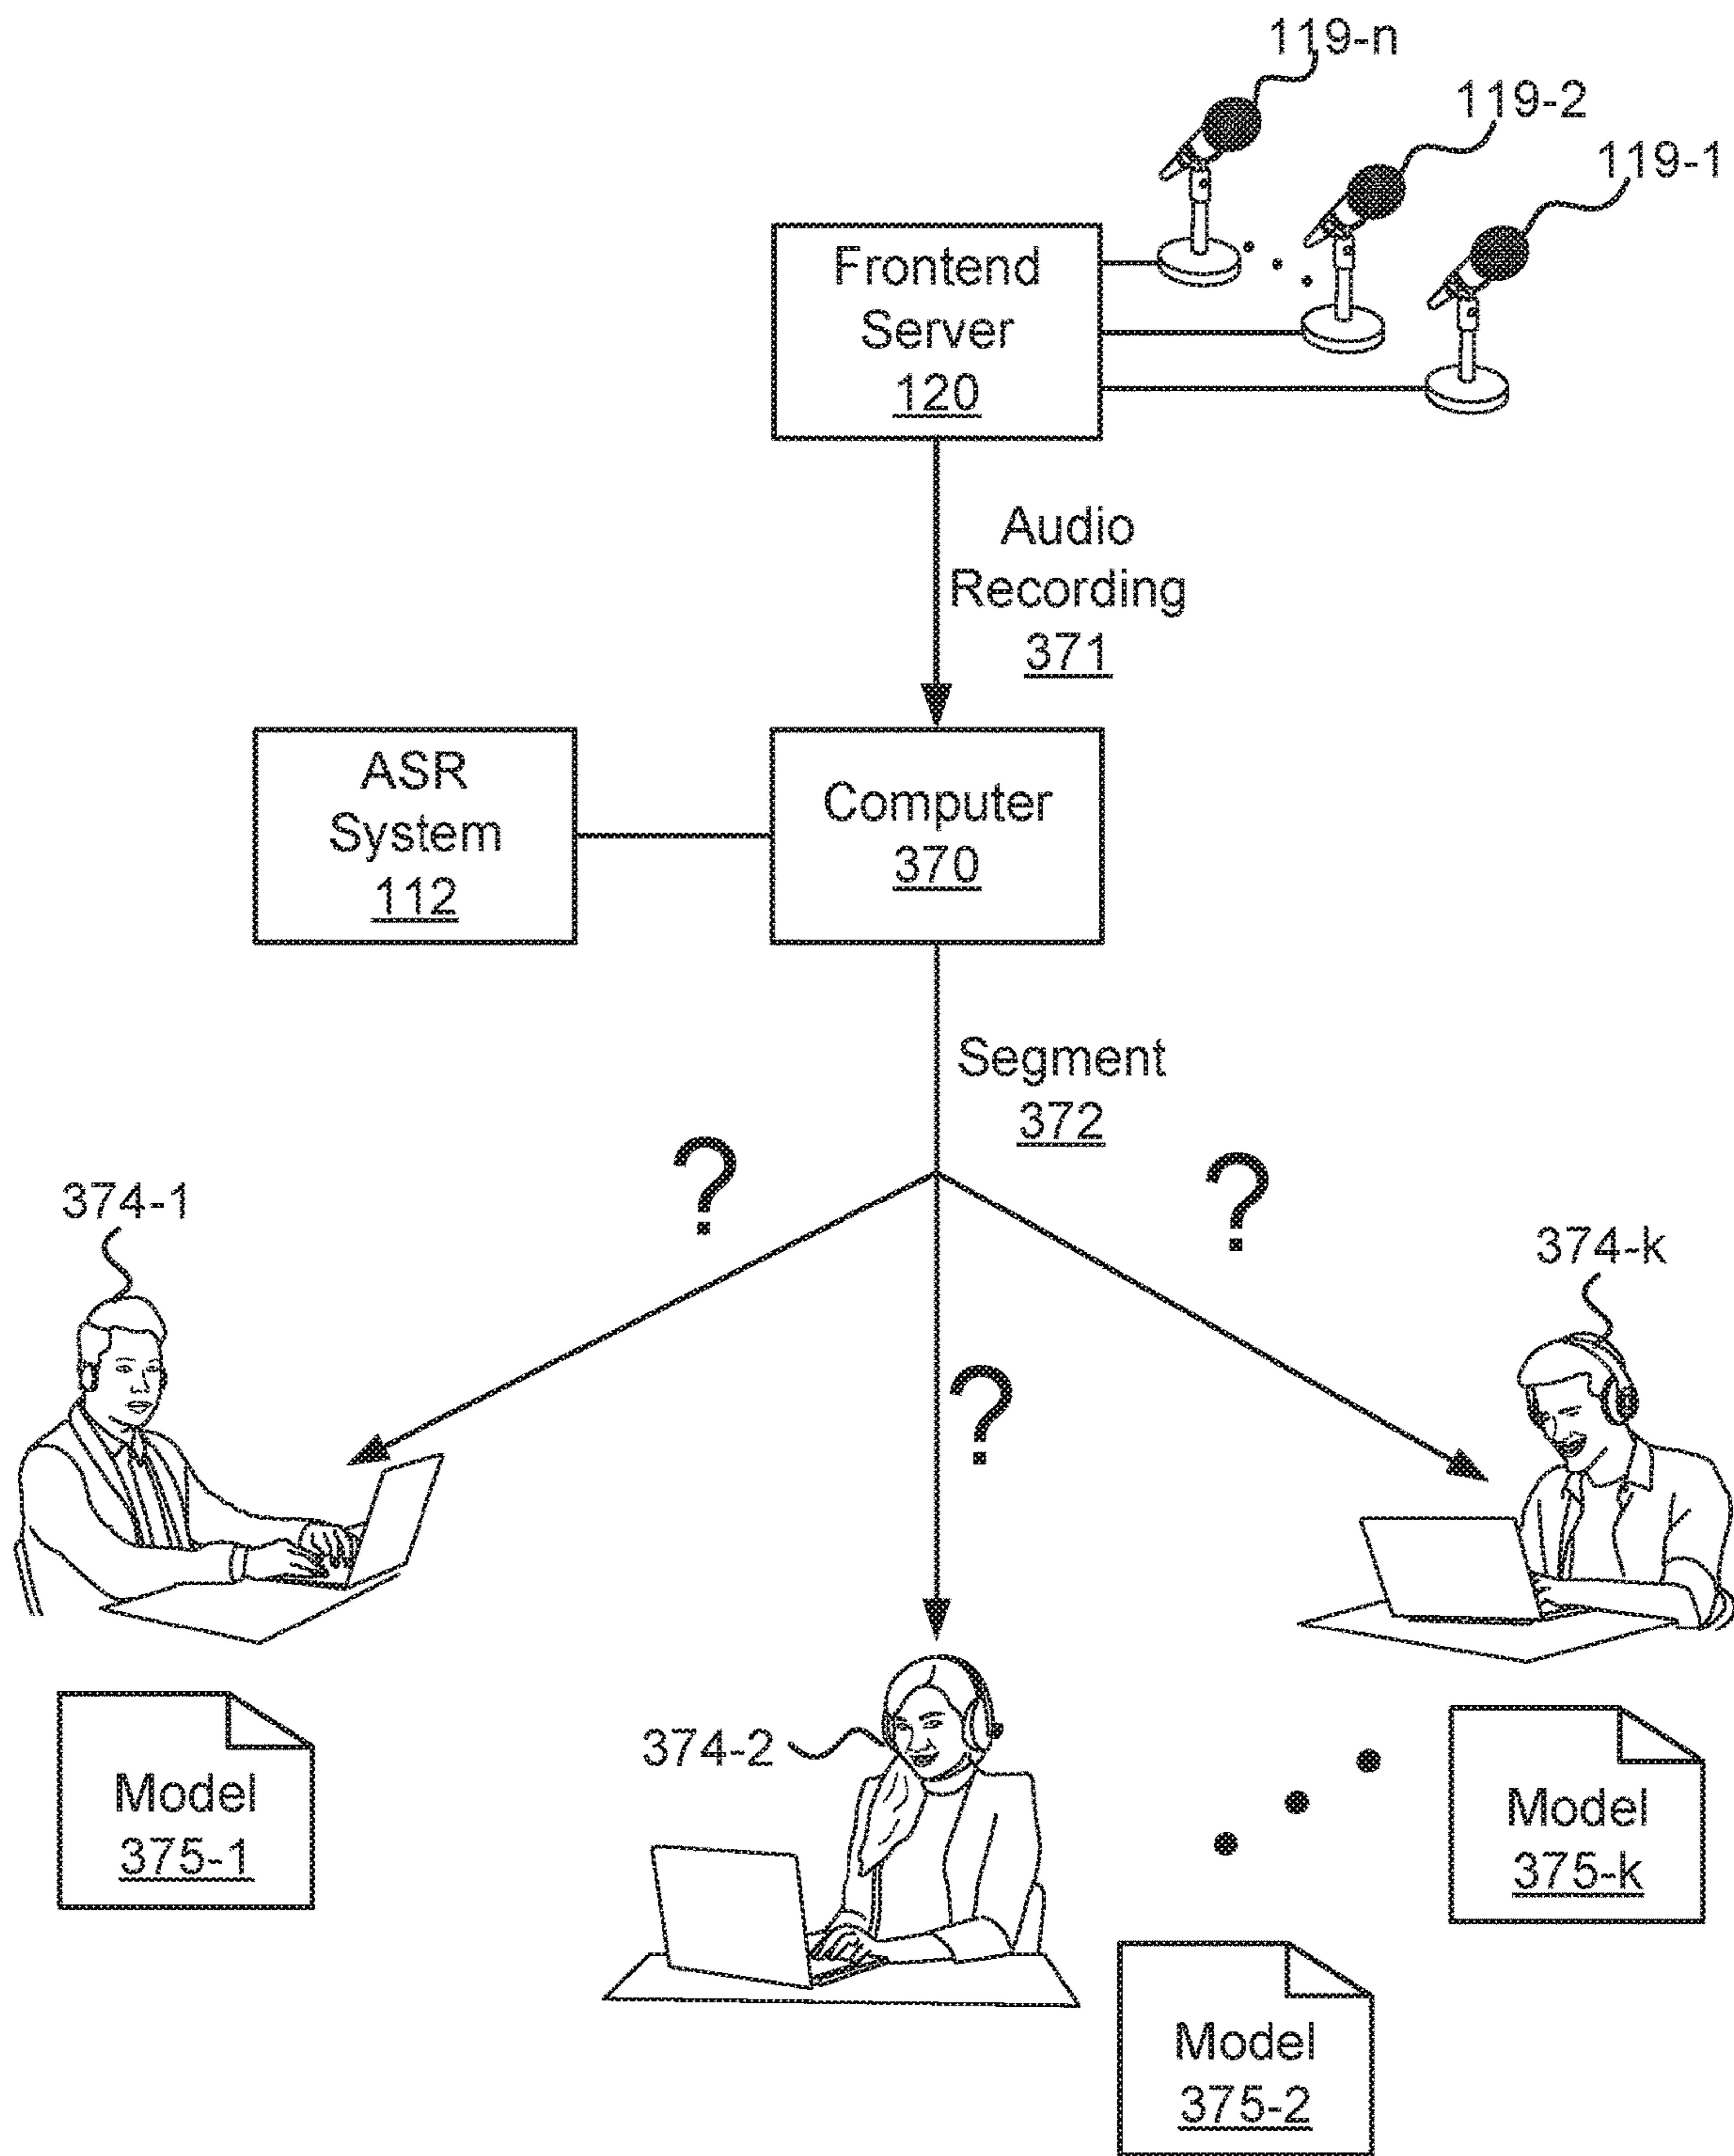 119-n
119-2
119-1
Frontend
Server
120
Audio
Recording
371
ASR
System
112
Computer
370
Segment
372
?
?
374-1
374-k
?
374-2
Model
375-1
Model
375-k
Model
375-2